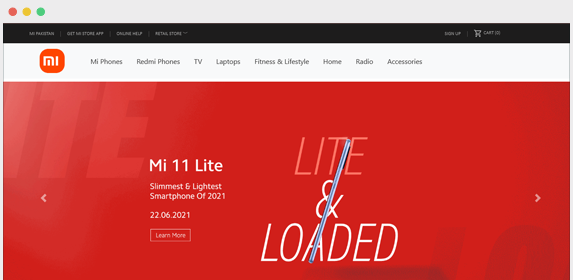 MI PAKISTAN | GET MI STORE APP | ONLINE HELP | RETAIL STORE
SIGN UP | CART (0)
mi
Mi Phones Redmi Phones TV Laptops Fitness & Lifestyle Home Radio Accessories
LITE
Mi 11 Lite
Slimmest & Lightest
Smartphone Of 2021
22.06.2021
Learn More
LITE
&
LOADED
LO